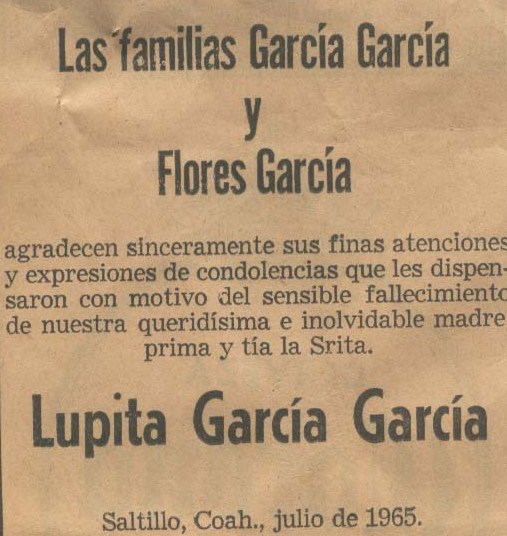 Las familias García García
y
Flores García
agradecen sinceramente sus finas atenciones
y expresiones de condolencias que les dispen-
saron con motivo del sensible fallecimiento
de nuestra queridísima e inolvidable madre
prima y tía la Srita.
Lupita García García
Saltillo, Coah., julio de 1965.